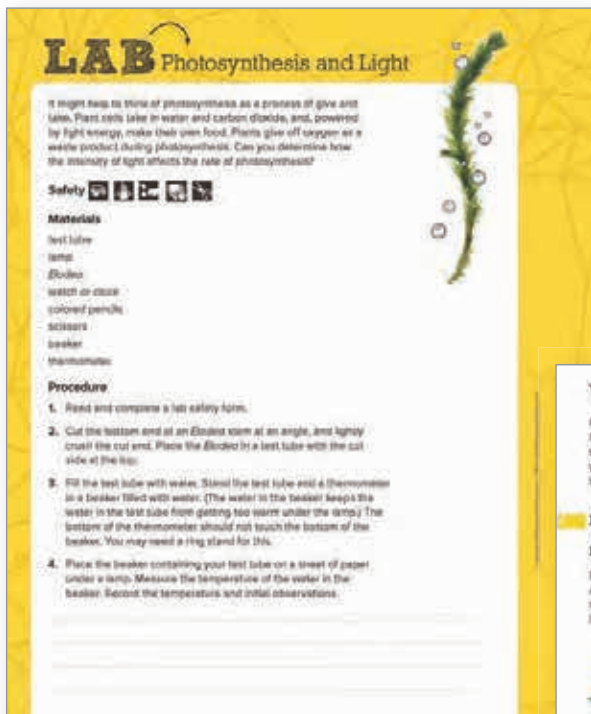 LAB Photosynthesis and Light
It might help to think of photosynthesis as a process of give and
take. Plant cells take in water and carbon dioxide, and, powered
by light energy, make their own food. Plants give off oxygen as a
waste product during photosynthesis. Can you determine how
the intensity of light affects the rate of photosynthesis?
Safety
Materials
test tube
lamp
Elodea
watch or clock
colored pencils
scissors
beaker
thermometer
Procedure
1. Read and complete a lab safety form.
2. Cut the bottom end of an Elodea stem at an angle, and lightly
crush the cut end. Place the Elodea in a test tube with the cut
side at the top.
3. Fill the test tube with water. Stand the test tube and a thermometer
in a beaker filled with water. (The water in the beaker keeps the
water in the test tube from getting too warm under the lamp.) The
bottom of the thermometer should not touch the bottom of the
beaker. You may need a ring stand for this.
4. Place the beaker containing your test tube on a sheet of paper
under a lamp. Measure the temperature of the water in the
beaker. Record the temperature and initial observations.